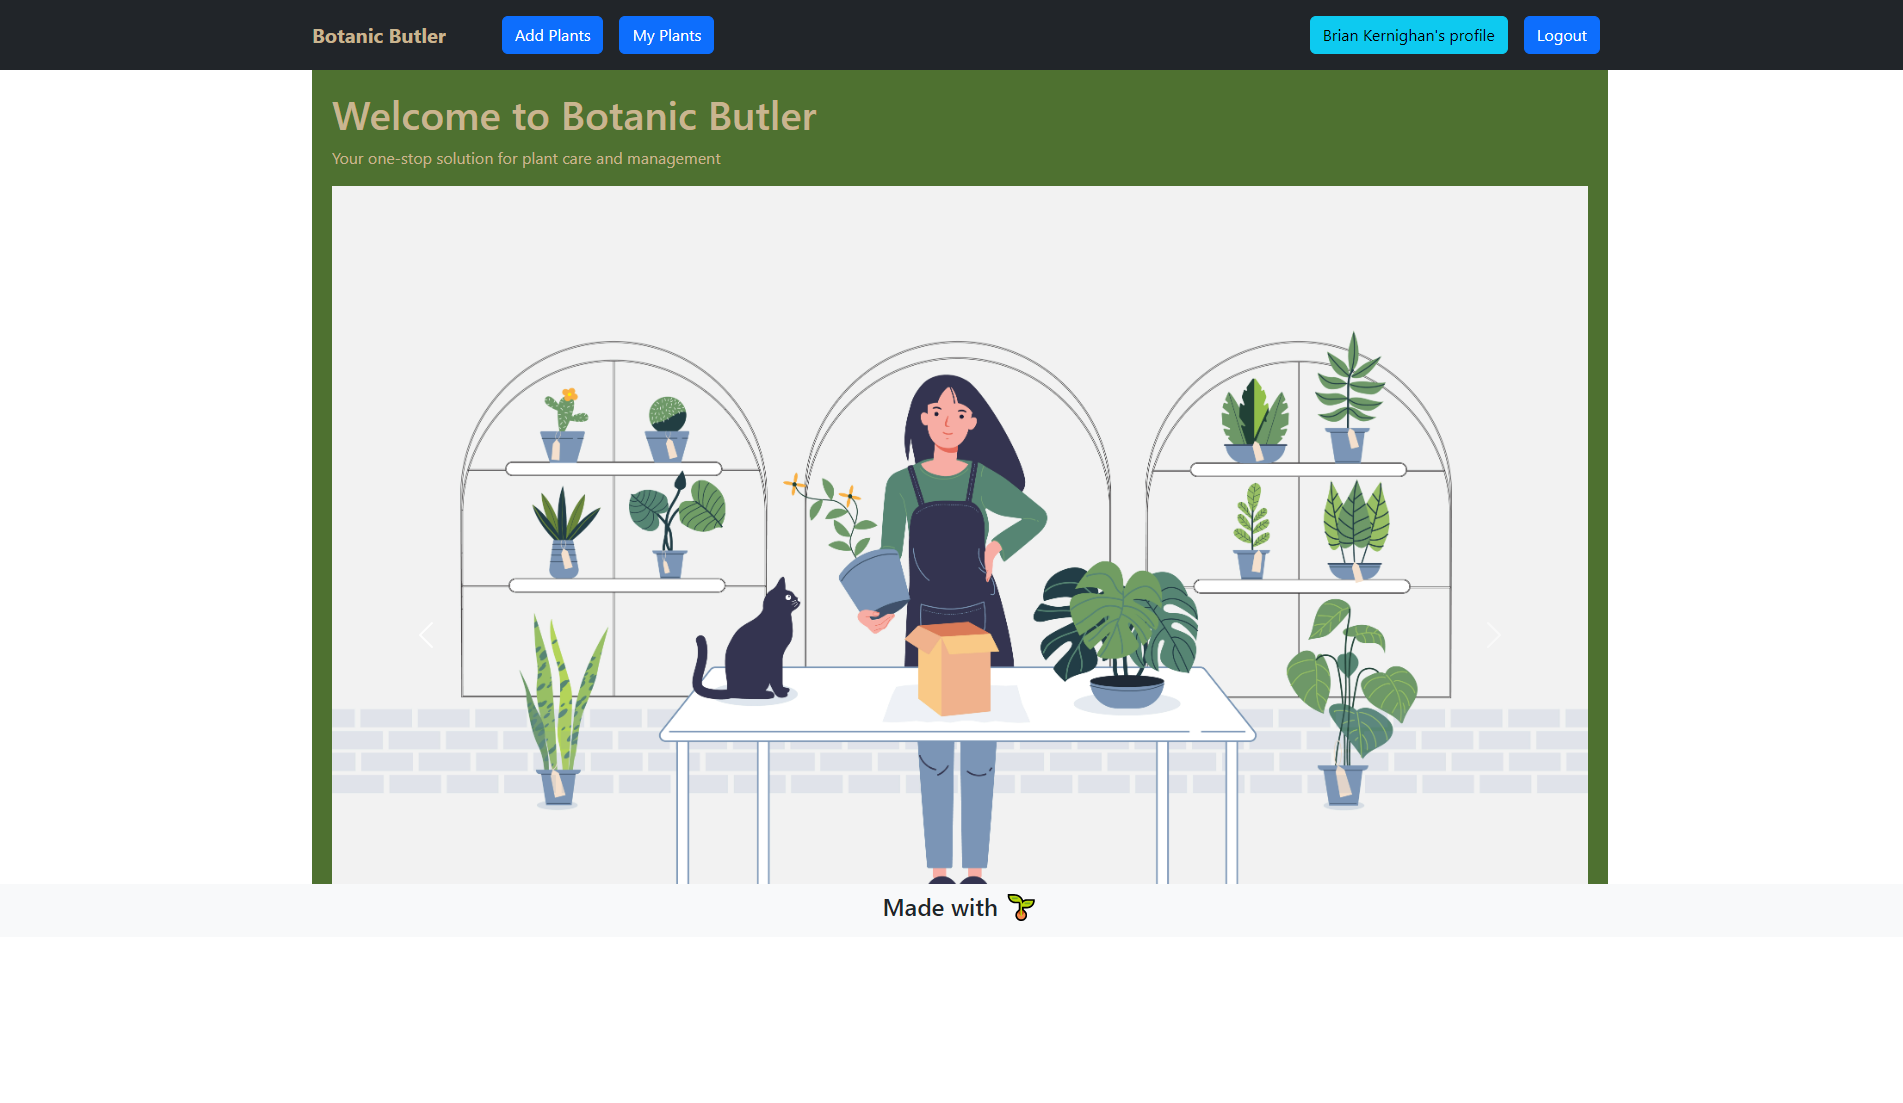 Botanic Butler
Add Plants
My Plants
Brian Kernighan's profile
Logout
Welcome to Botanic Butler
Your one-stop solution for plant care and management
Made with 🌱